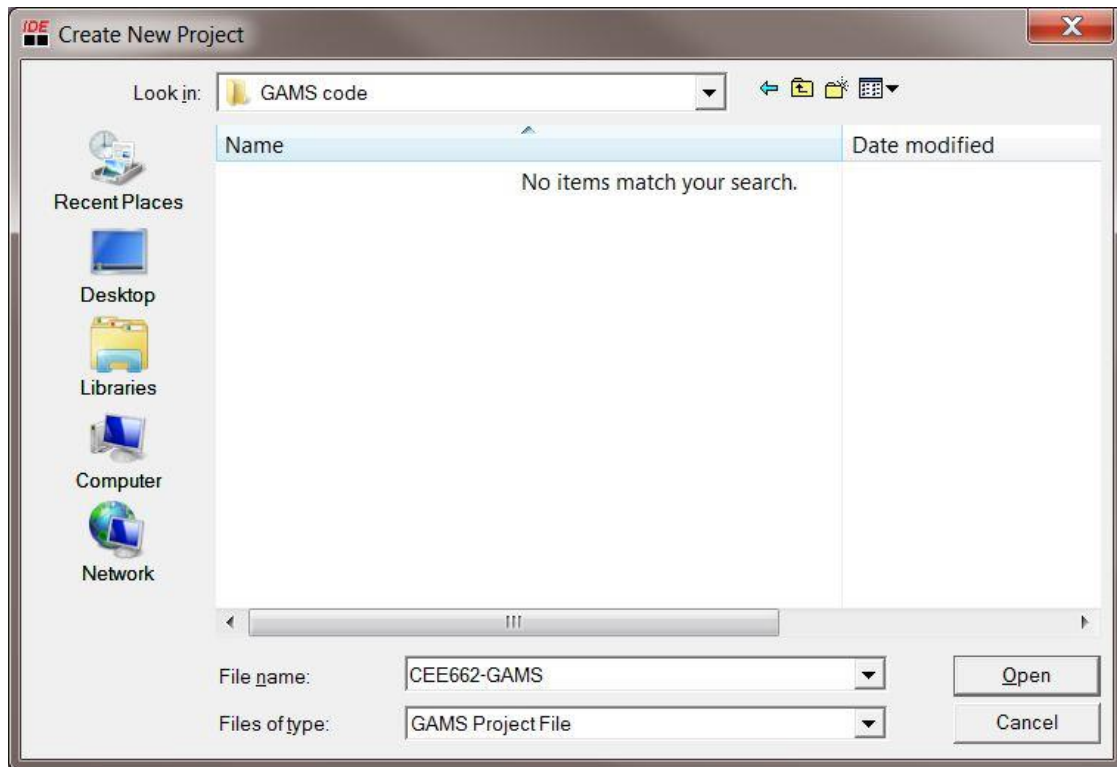 IDE Create New Project X
Look in: GAMS code
Name Date modified
No items match your search.
Recent Places
Desktop
Libraries
Computer
Network
File name: CEE662-GAMS Open
Files of type: GAMS Project File Cancel